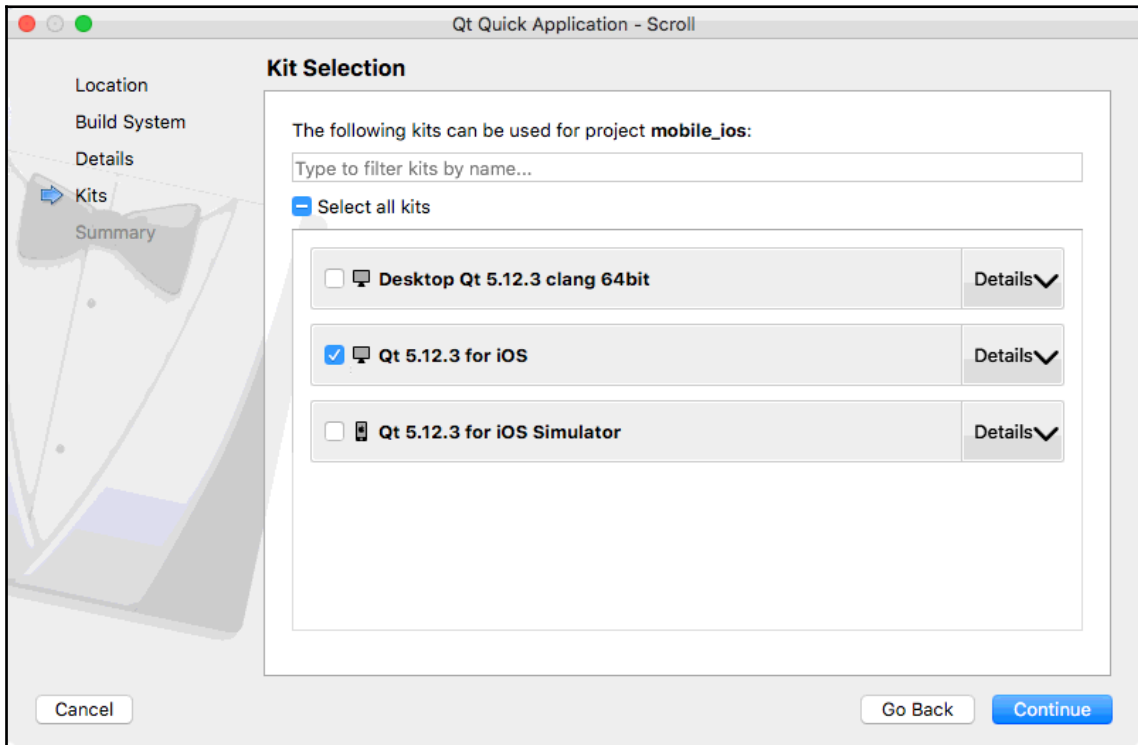 Qt Quick Application - Scroll
Location
Build System
Details
Kits
Summary
Kit Selection
The following kits can be used for project mobile_ios:
Type to filter kits by name...
Select all kits
Desktop Qt 5.12.3 clang 64bit Details
Qt 5.12.3 for iOS Details
Qt 5.12.3 for iOS Simulator Details
Cancel Go Back Continue